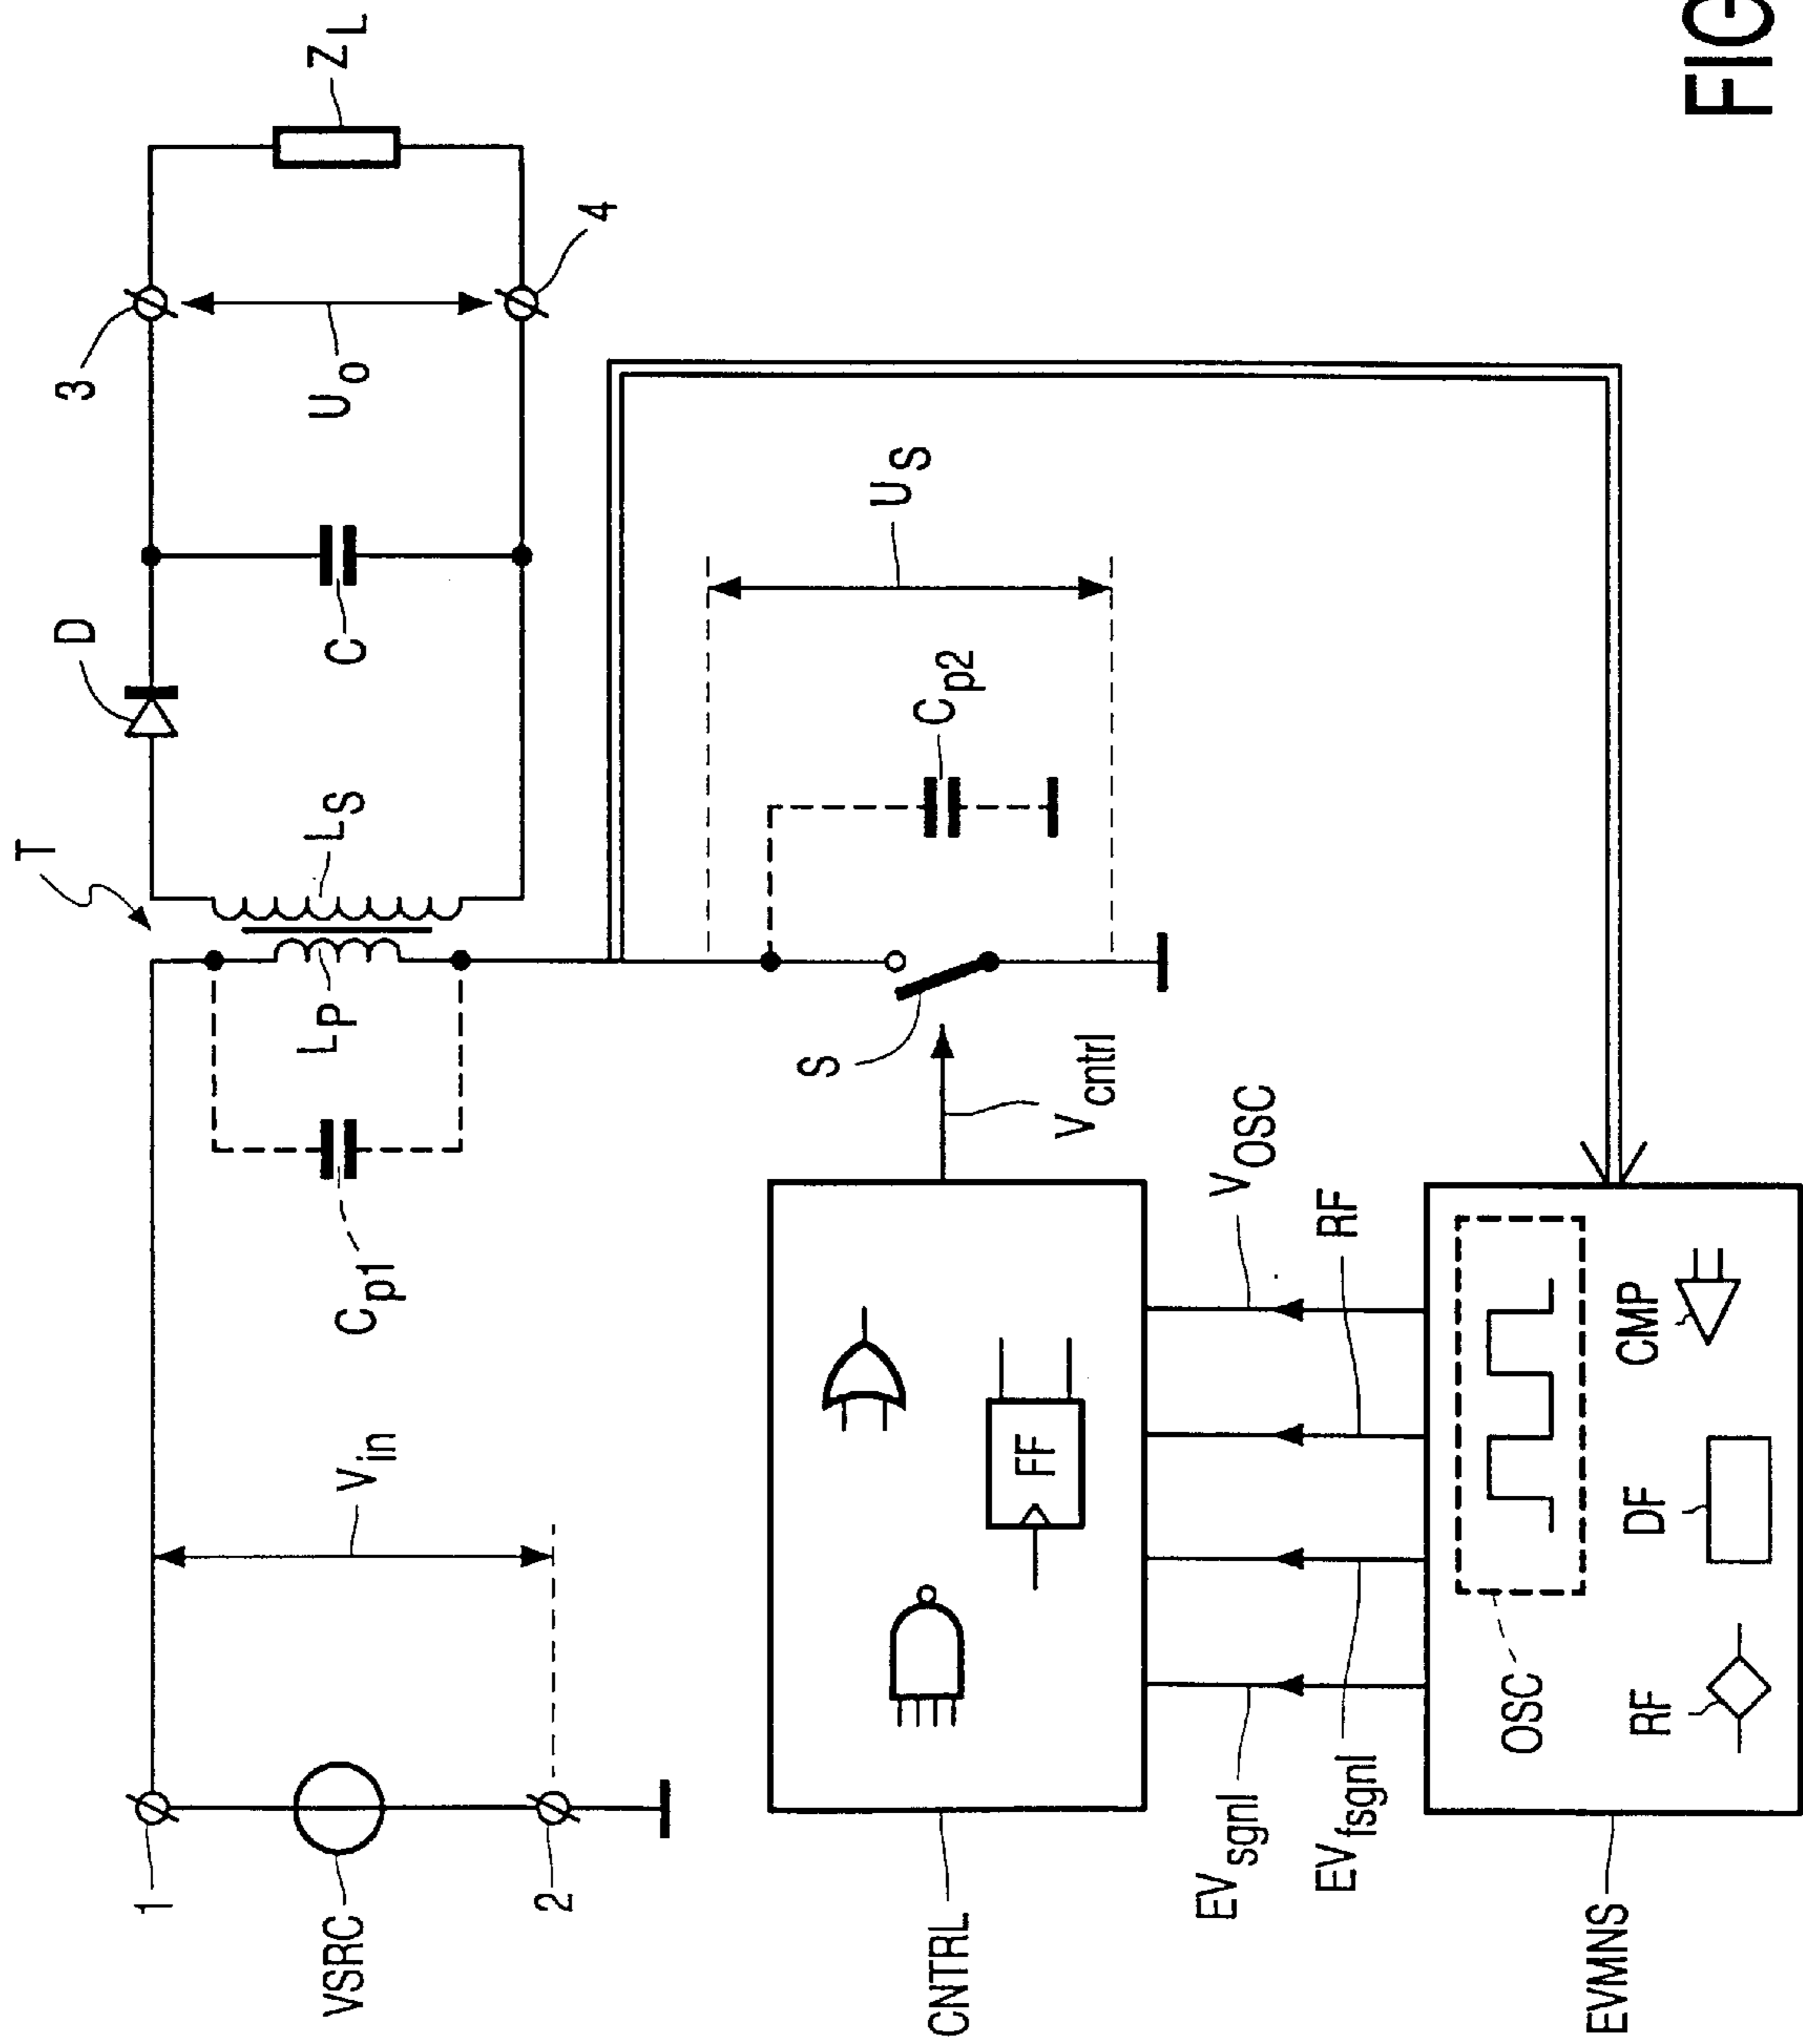 T
D
3
Z_L
L_S
L_P
C_p1
C
U_o
4
1
VSRC
2
V_in
U_S
C_p2
S
V_cntrl
CNTRL
FF
EV_sgnl
EV_fsgnl
RF
V_OSC
EVMNS
OSC
RF
DF
CMP
FIG